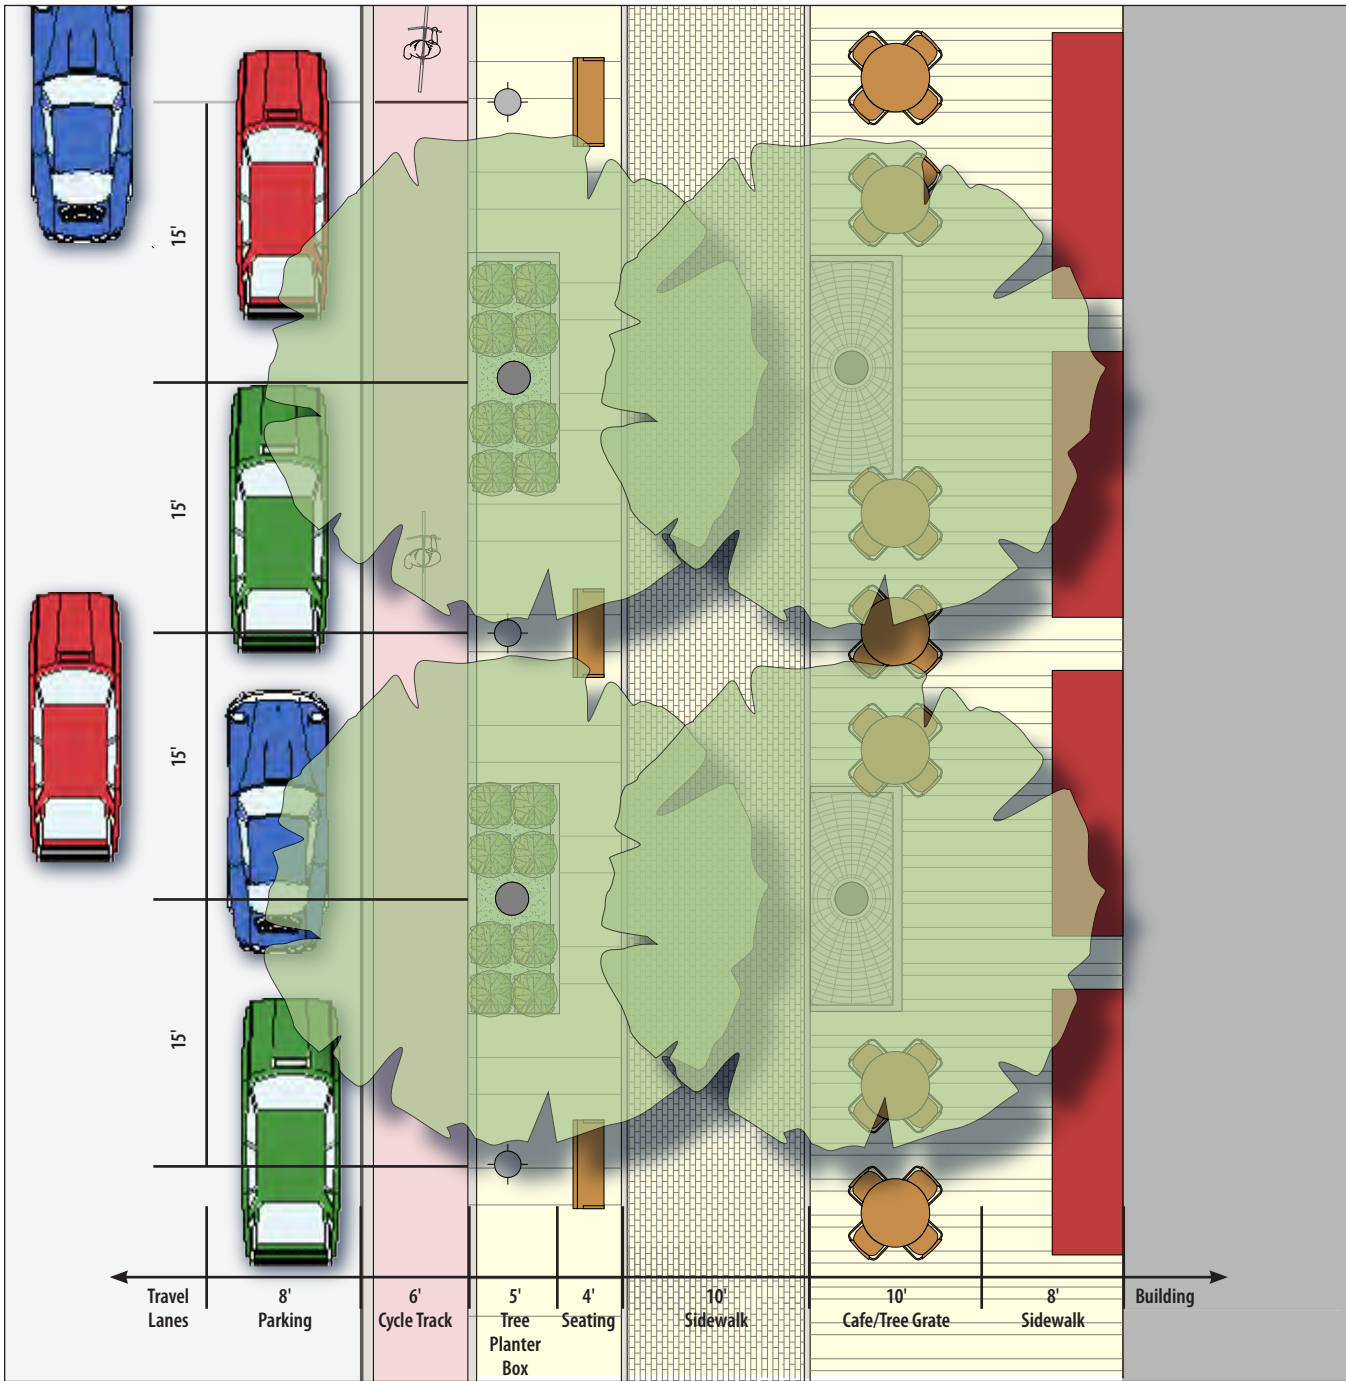 15'
15'
15'
15'
Travel
Lanes
8'
Parking
6'
Cycle Track
5'
Tree
Planter
Box
4'
Seating
10'
Sidewalk
10'
Cafe/Tree Grate
8'
Sidewalk
Building